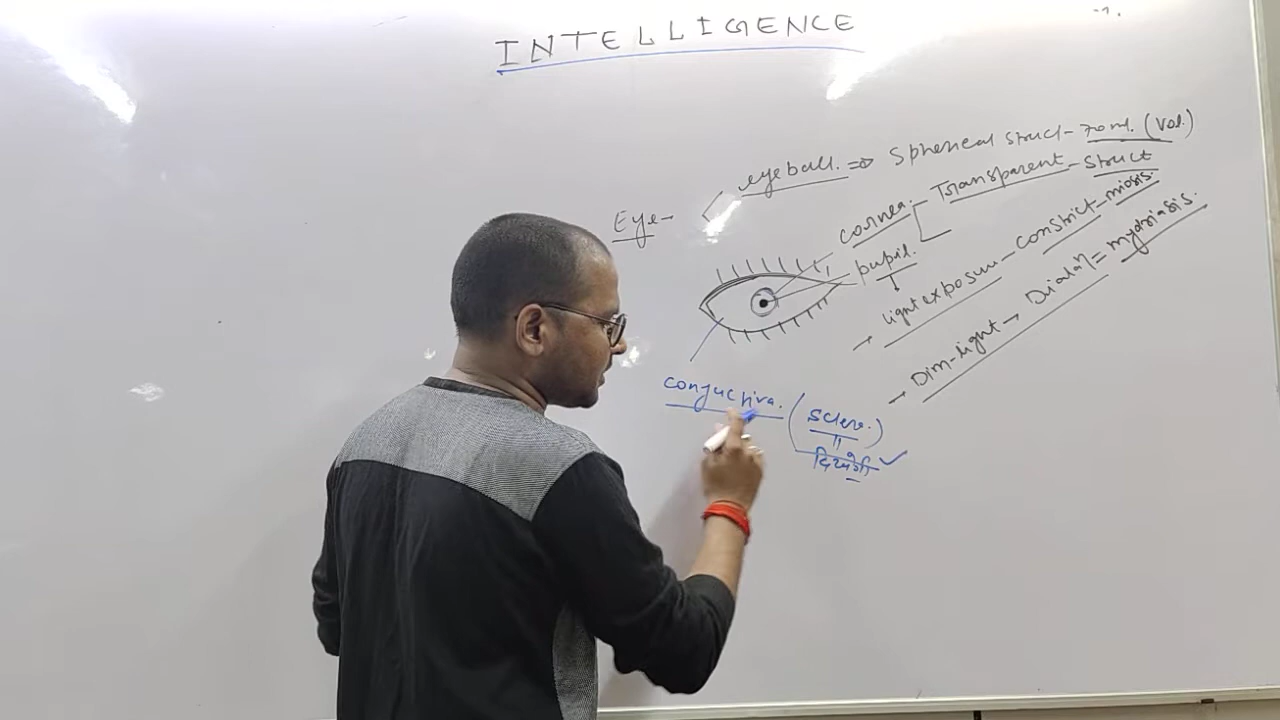 INTELLIGENCE
eyeball. ⇒ Spherical struct- 7oml. (Vol.)
Eye-
cornea. - Transparent - struct
pupil.
light exposure - constrict - miosis.
Dim-light → = mydriasis.
conjuctiva. (Sclera.)